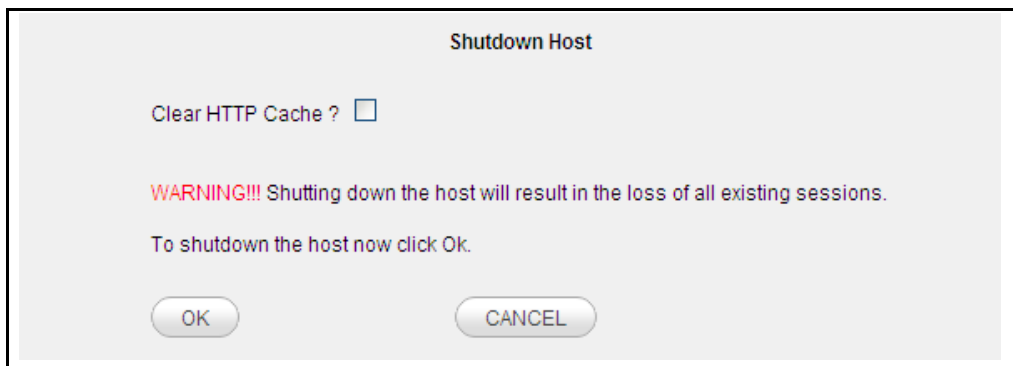 Shutdown Host
Clear HTTP Cache ?
WARNING!!! Shutting down the host will result in the loss of all existing sessions.
To shutdown the host now click Ok.
OK CANCEL